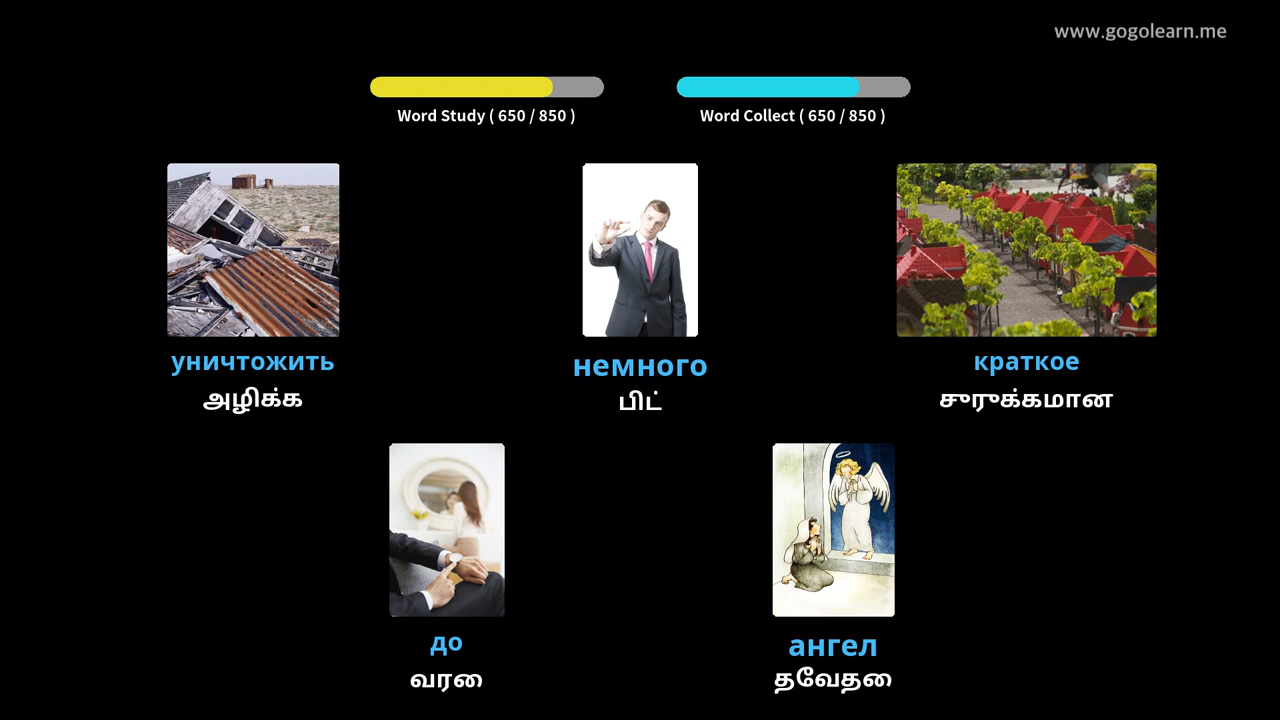 www.gogolearn.me
Word Study ( 650 / 850 )
Word Collect ( 650 / 850 )
уничтожить
немного
краткое
அழிக்க
பிட்
சுருக்கமான
до
ангел
வரை
தேவதை